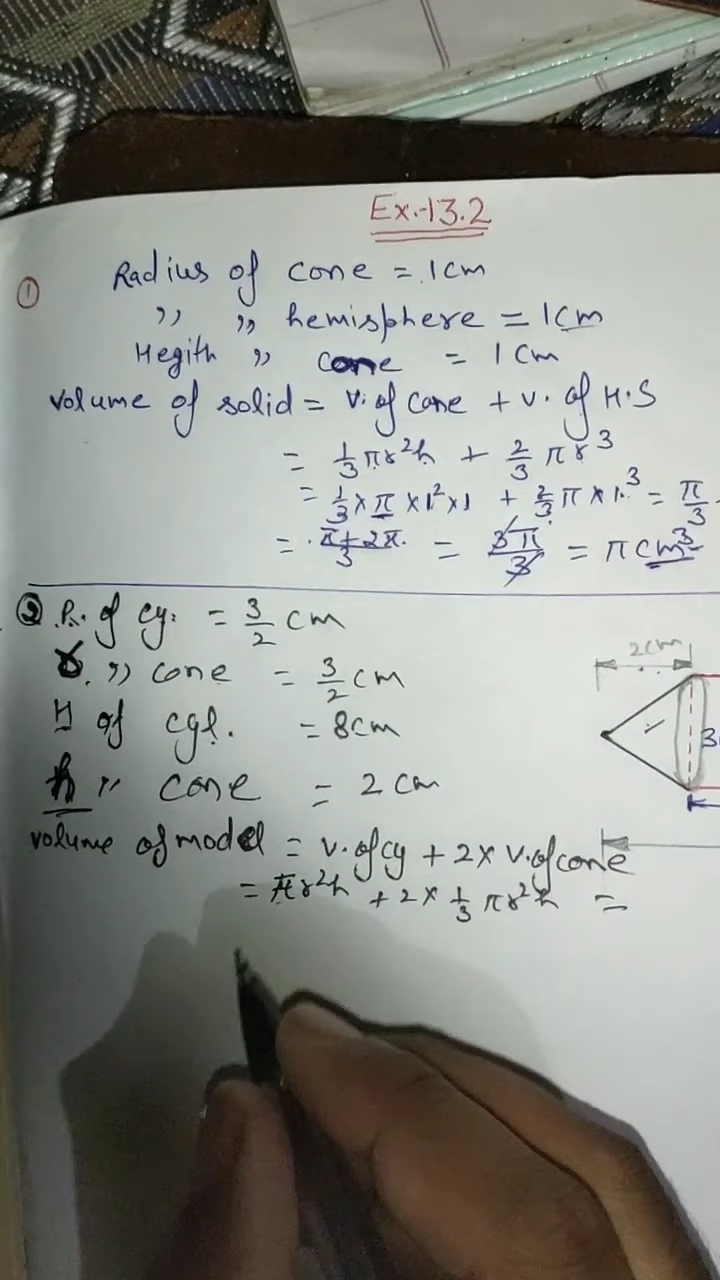 Ex.-13.2
① Radius of cone = 1cm
,, ,, hemisphere = 1cm
Hegith ,, cone = 1 cm
volume of solid = V. of cone + v. of H.S
= 1/3 πr²h + 2/3 πr³
= 1/3 × π × 1² × 1 + 2/3 π × 1³ = π/3
= π+2π/3 = 3π/3 = π cm³
② R. of cy. = 3/2 cm
r. ,, cone = 3/2 cm
H of cyl. = 8cm
h ,, cone = 2 cm
volume of model = v. of cy + 2× v. of cone
= πr²h + 2× 1/3 πr²h =
2cm
3